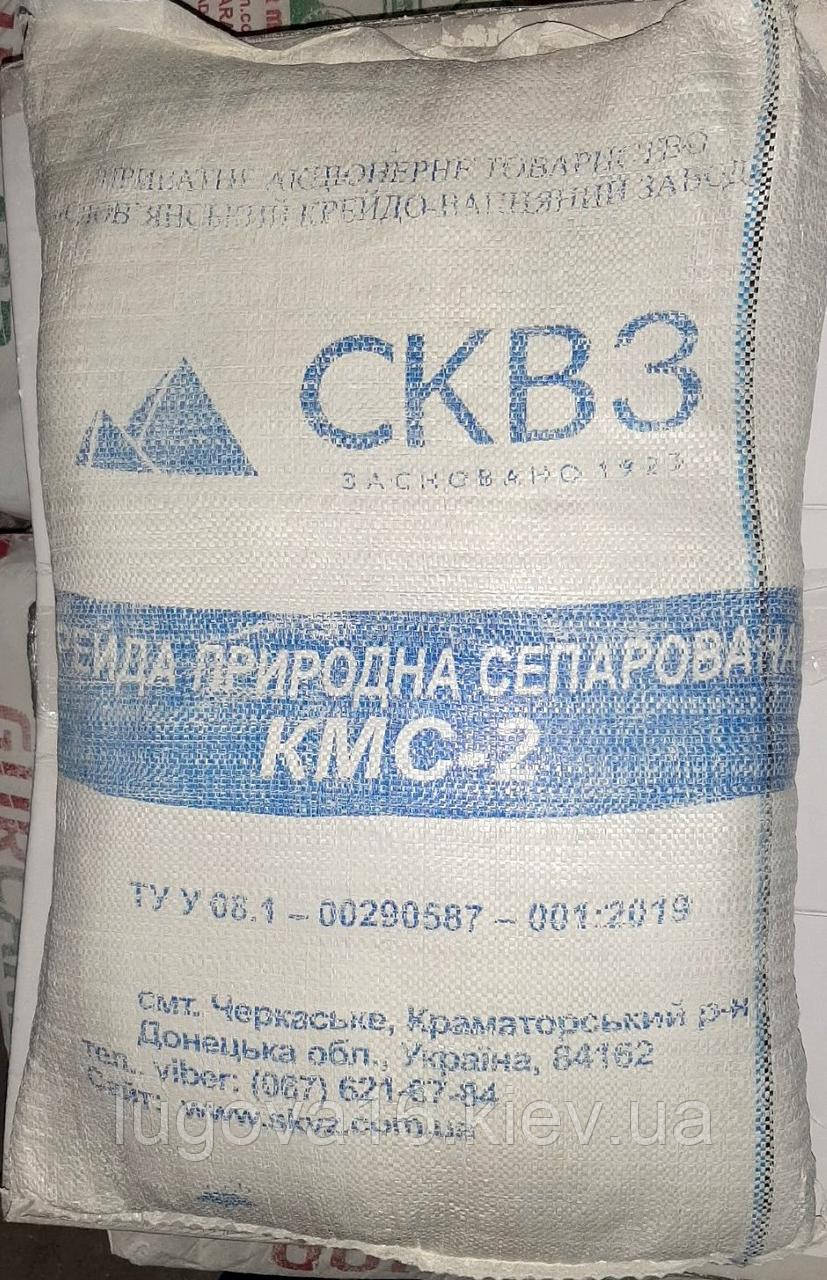 ПРИВАТНЕ АКЦІОНЕРНЕ ТОВАРИСТВО
СЛОВ`ЯНСЬКИЙ КРЕЙДО-ВАПНЯНИЙ ЗАВОД
СКВЗ
ЗАСНОВАНО 1923
РЕЙДА ПРИРОДНА СЕПАРОВАННА
КМС-2
ТУ У 08.1 – 00290587 – 001:2019
смт. Черкаське, Краматорський р-н
Донецька обл., Україна, 84162
тел., viber: (067) 621-67-84
Сайт: www.skvz.com.ua
lugova16.kiev.ua